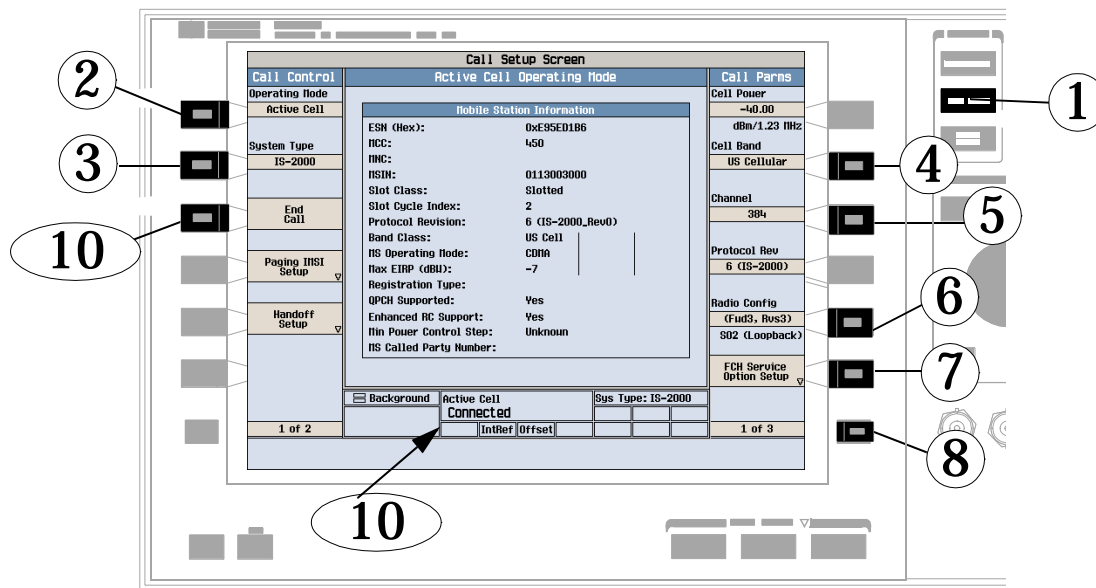 Call Setup Screen
Call Control
Active Cell Operating Mode
Call Parms
Operating Mode
Active Cell
System Type
IS-2000
End
Call
Paging IMSI
Setup
Handoff
Setup
1 of 2
Mobile Station Information
ESN (Hex): 0xE95ED1B6
MCC: 450
MNC:
MSIN: 0113003000
Slot Class: Slotted
Slot Cycle Index: 2
Protocol Revision: 6 (IS-2000_Rev0)
Band Class: US Cell
MS Operating Mode: CDMA
Max EIRP (dBW): -7
Registration Type:
QPCH Supported: Yes
Enhanced RC Support: Yes
Min Power Control Step: Unknown
MS Called Party Number:
Background
Active Cell
Connected
Sys Type: IS-2000
IntRef
Offset
Cell Power
-40.00
dBm/1.23 MHz
Cell Band
US Cellular
Channel
384
Protocol Rev
6 (IS-2000)
Radio Config
(Fwd3, Rvs3)
SO2 (Loopback)
FCH Service
Option Setup
1 of 3
1
2
3
10
4
5
6
7
8
10